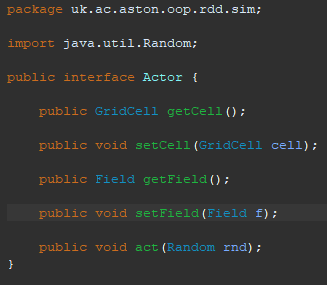 package uk.ac.aston.oop.rdd.sim;
import java.util.Random;
public interface Actor {
public GridCell getCell();
public void setCell(GridCell cell);
public Field getField();
public void setField(Field f);
public void act(Random rnd);
}